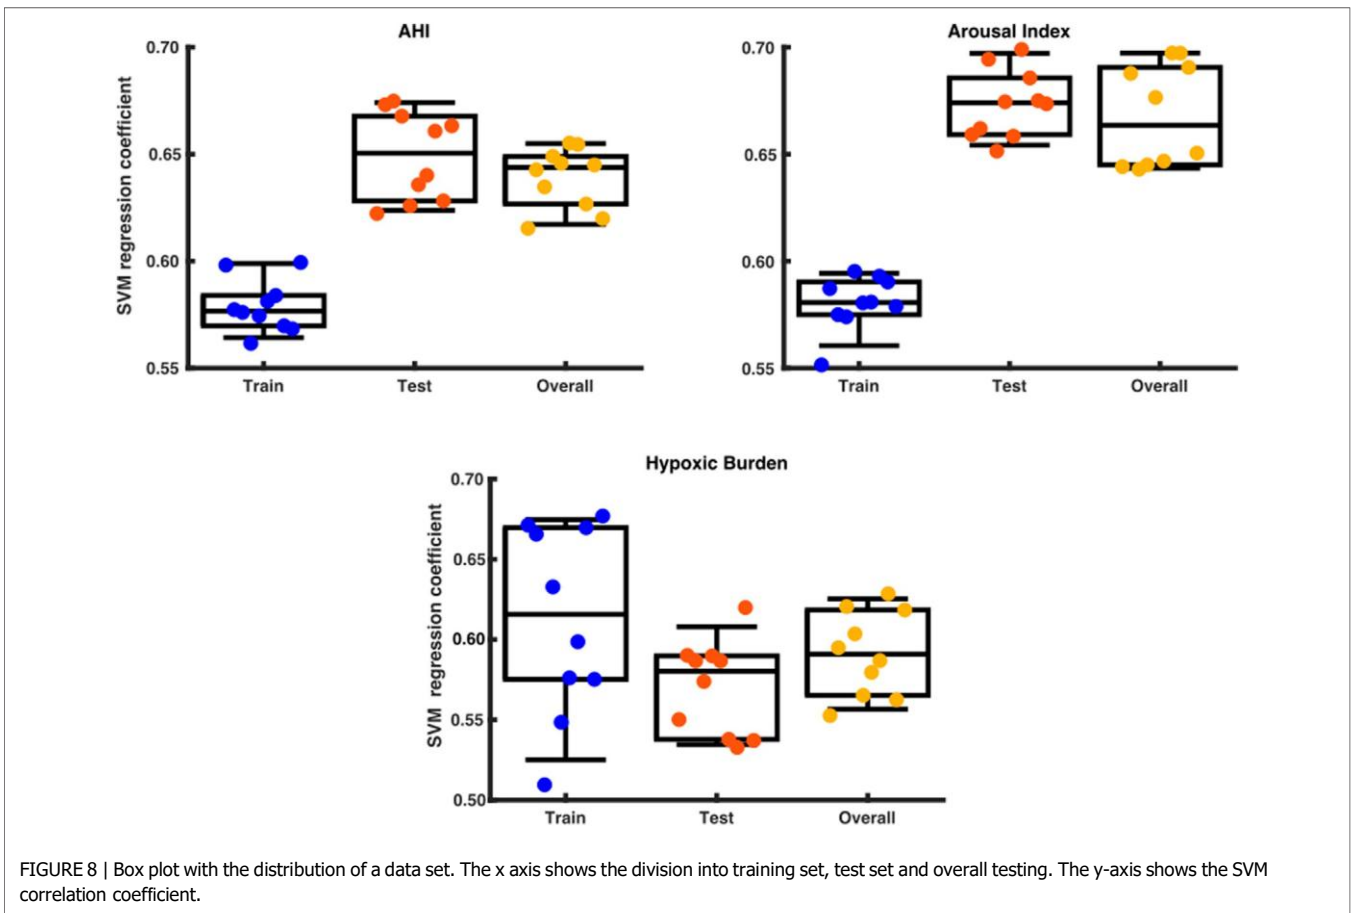 AHI
SVM regression coefficient
0.70
0.65
0.60
0.55
Train
Test
Overall
Arousal Index
0.70
0.65
0.60
0.55
Train
Test
Overall
Hypoxic Burden
SVM regression coefficient
0.70
0.65
0.60
0.55
0.50
Train
Test
Overall
FIGURE 8 | Box plot with the distribution of a data set. The x axis shows the division into training set, test set and overall testing. The y-axis shows the SVM
correlation coefficient.